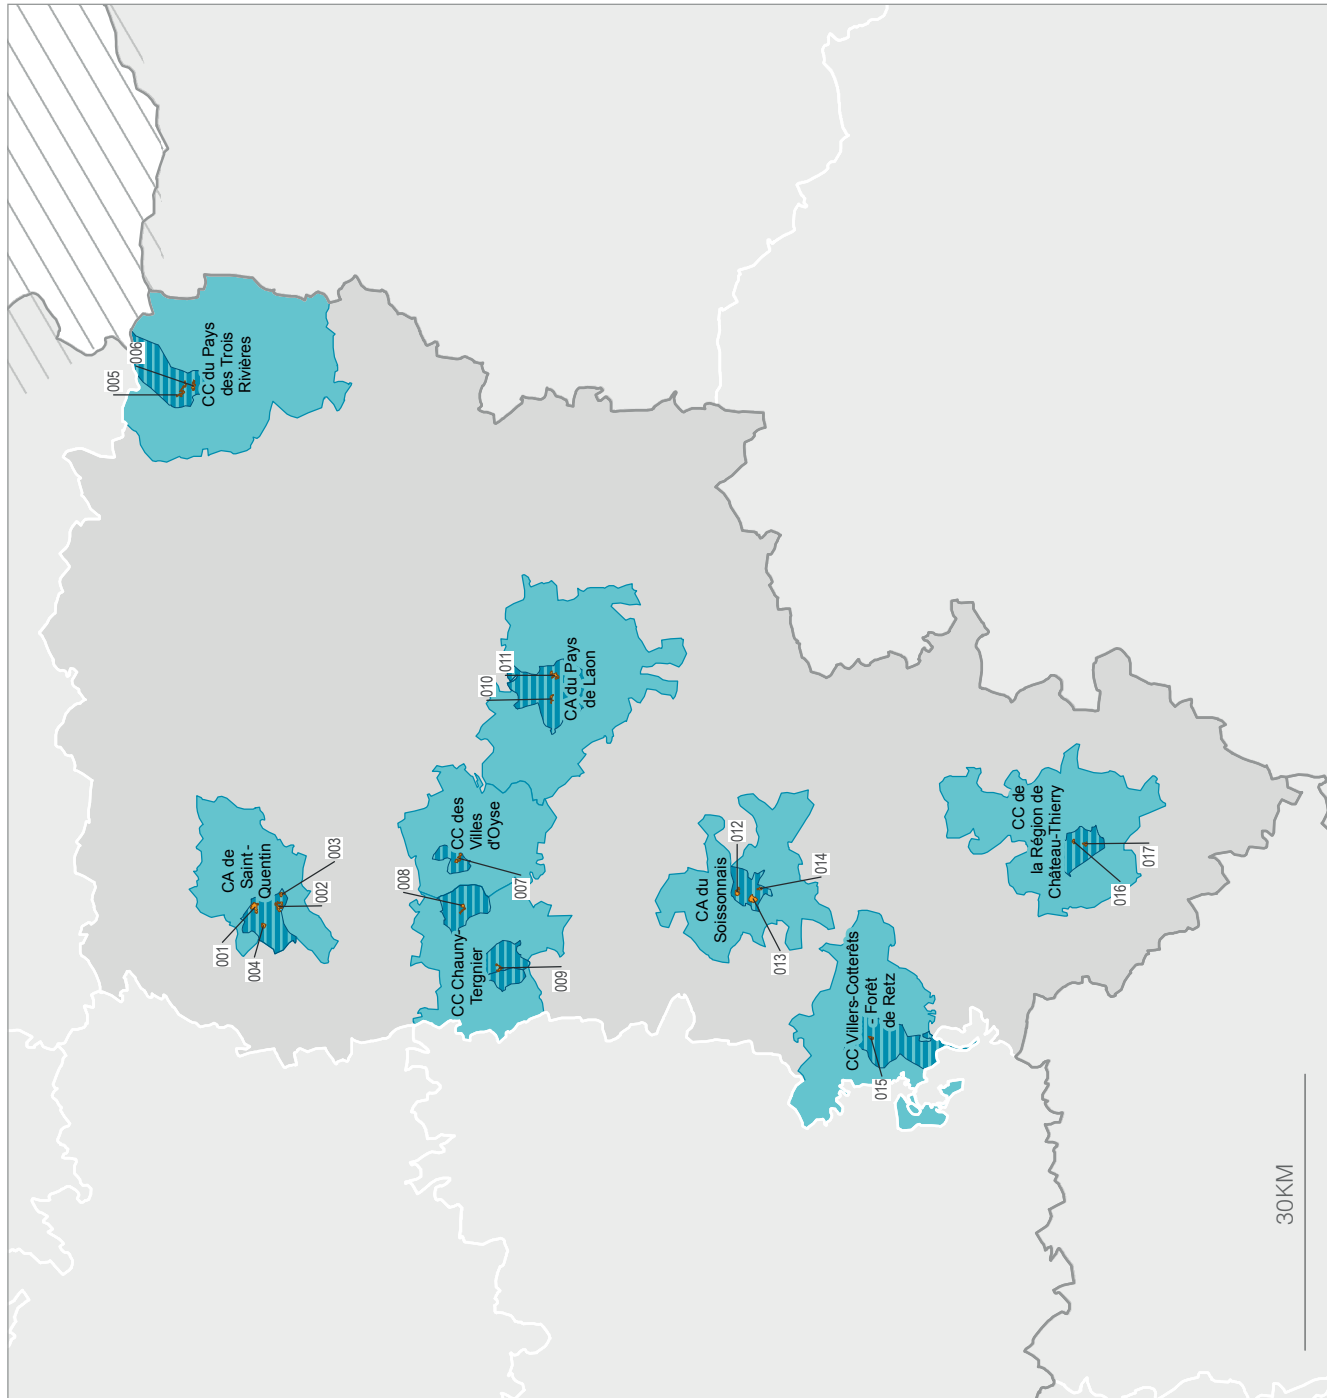 005
006
CC du Pays
des Trois
Rivières
CA de
Saint-
Quentin
001
004
003
002
010
011
CA du Pays
de Laon
008
CC des
Villes
d'Oyse
007
CC Chauny-
Tergnier
009
CA du
Soissonnais
012
014
013
CC Villers-Cotterêts
- Forêt
de Retz
015
CC de
la Région de
Château-Thierry
016
017
30KM